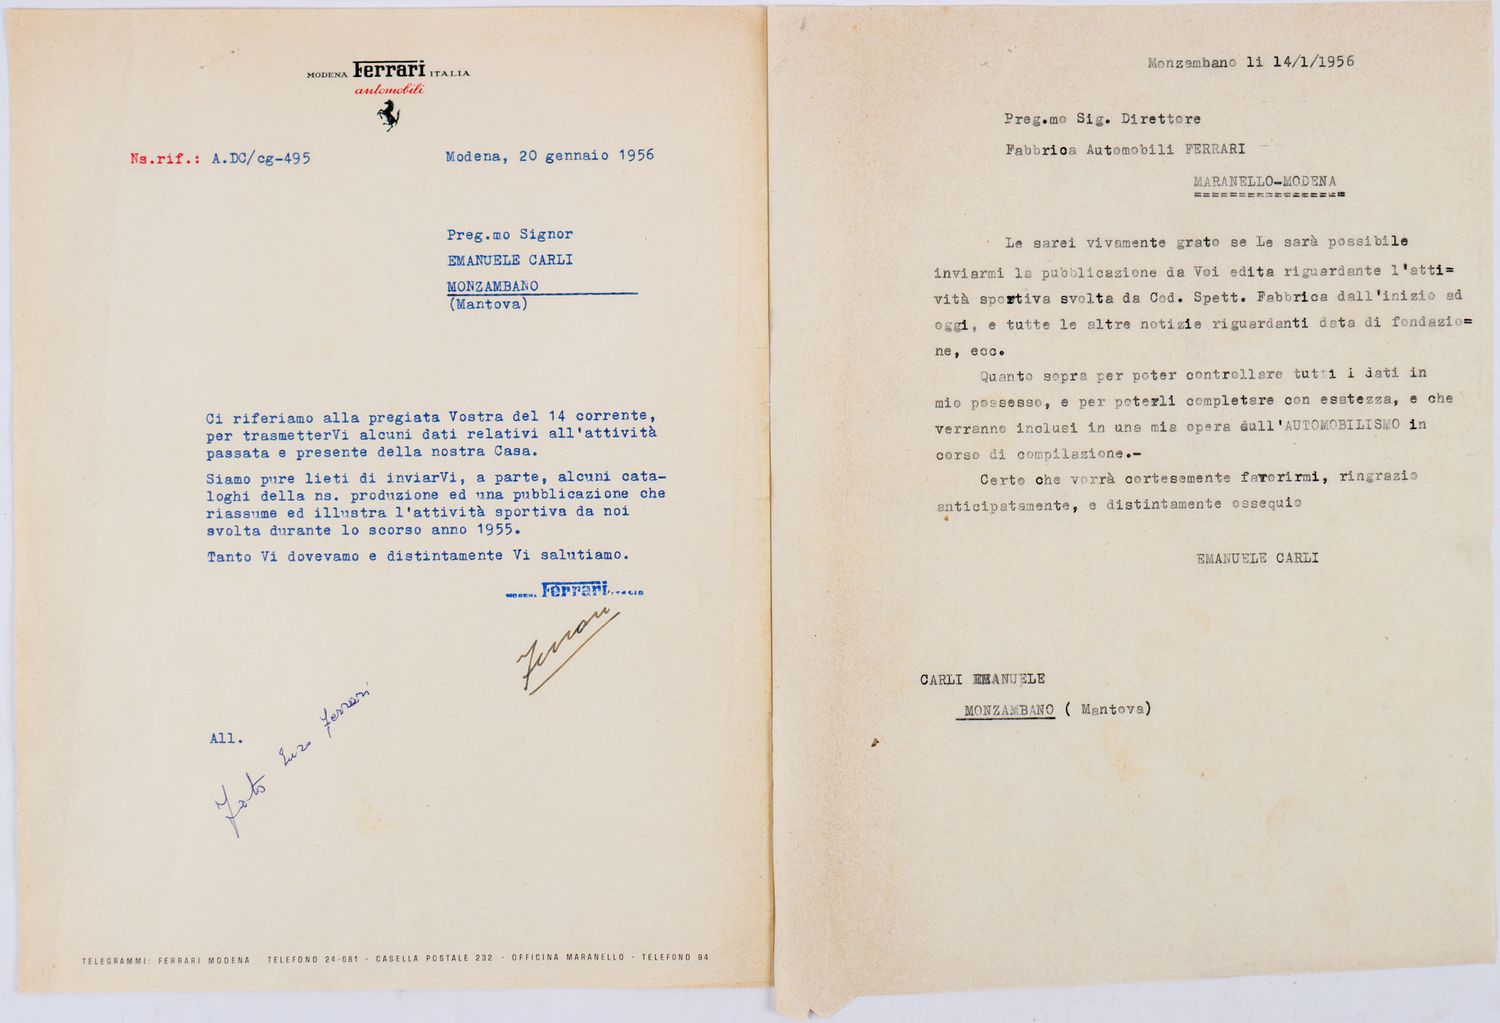 MODENA Ferrari ITALIA
automobili
Ns.rif.: A.DC/cg-495
Modena, 20 gennaio 1956
Preg.mo Signor
EMANUELE CARLI
MONZAMBANO
(Mantova)
Ci riferiamo alla pregiata Vostra del 14 corrente,
per trasmetterVi alcuni dati relativi all'attività
passata e presente della nostra Casa.
Siamo pure lieti di inviarVi, a parte, alcuni cata-
loghi della ns. produzione ed una pubblicazione che
riassume ed illustra l'attività sportiva da noi
svolta durante lo scorso anno 1955.
Tanto Vi dovevamo e distintamente Vi salutiamo.
MODENA Ferrari ITALIA
Ferrari
All.
Foto Enzo Ferrari
TELEGRAMMI: FERRARI MODENA TELEFONO 24-081 - CASELLA POSTALE 232 - OFFICINA MARANELLO - TELEFONO 94
Monzambano li 14/1/1956
Preg.mo Sig. Direttore
Fabbrica Automobili FERRARI
MARANELLO-MODENA
Le sarei vivamente grato se Le sarà possibile
inviarmi la pubblicazione da Voi edita riguardante l'atti=
vità sportiva svolta da Cod. Spett. Fabbrica dall'inizio ad
oggi, e tutte le altre notizie riguardanti data di fondazio=
ne, ecc.
Quanto sopra per poter controllare tutti i dati in
mio possesso, e per poterli completare con esatezza, e che
verranno inclusi in una mia opera sull'AUTOMOBILISMO in
corso di compilazione.-
Certo che vorrà cortesemente favorirmi, ringrazio
anticipatamente, e distintamente ossequio
EMANUELE CARLI
CARLI EMANUELE
MONZAMBANO ( Mantova)